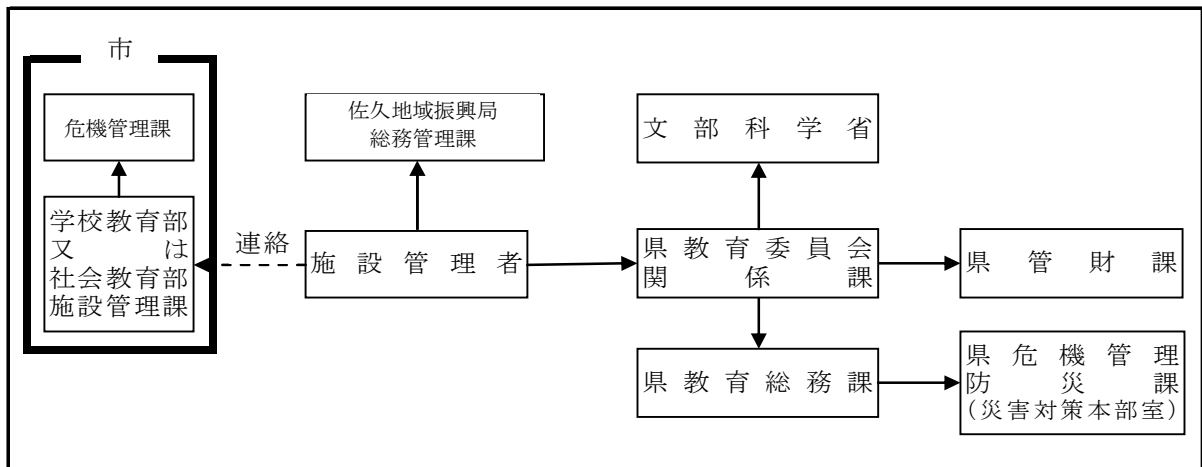 市
危機管理課
学校教育部
又は
社会教育部
施設管理課
連絡
佐久地域振興局
総務管理課
施設管理者
文部科学省
県教育委員会
関係課
県管財課
県教育総務課
県危機管理
防災課
(災害対策本部室)